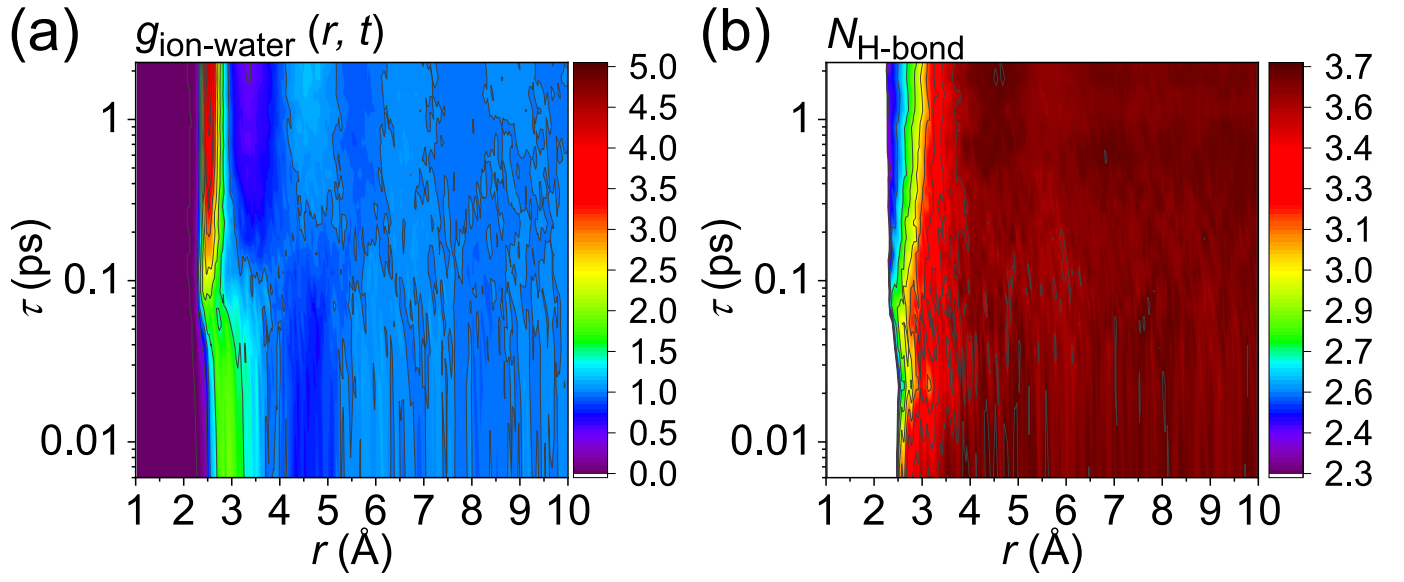 (a)
g ion-water (r, t)
5.0
4.5
4.0
3.5
3.0
2.5
2.0
1.5
1.0
0.5
0.0
1
0.1
0.01
τ (ps)
1 2 3 4 5 6 7 8 9 10
r (Å)
(b)
N H-bond
3.7
3.6
3.4
3.3
3.1
3.0
2.9
2.7
2.6
2.4
2.3
1
0.1
0.01
τ (ps)
1 2 3 4 5 6 7 8 9 10
r (Å)